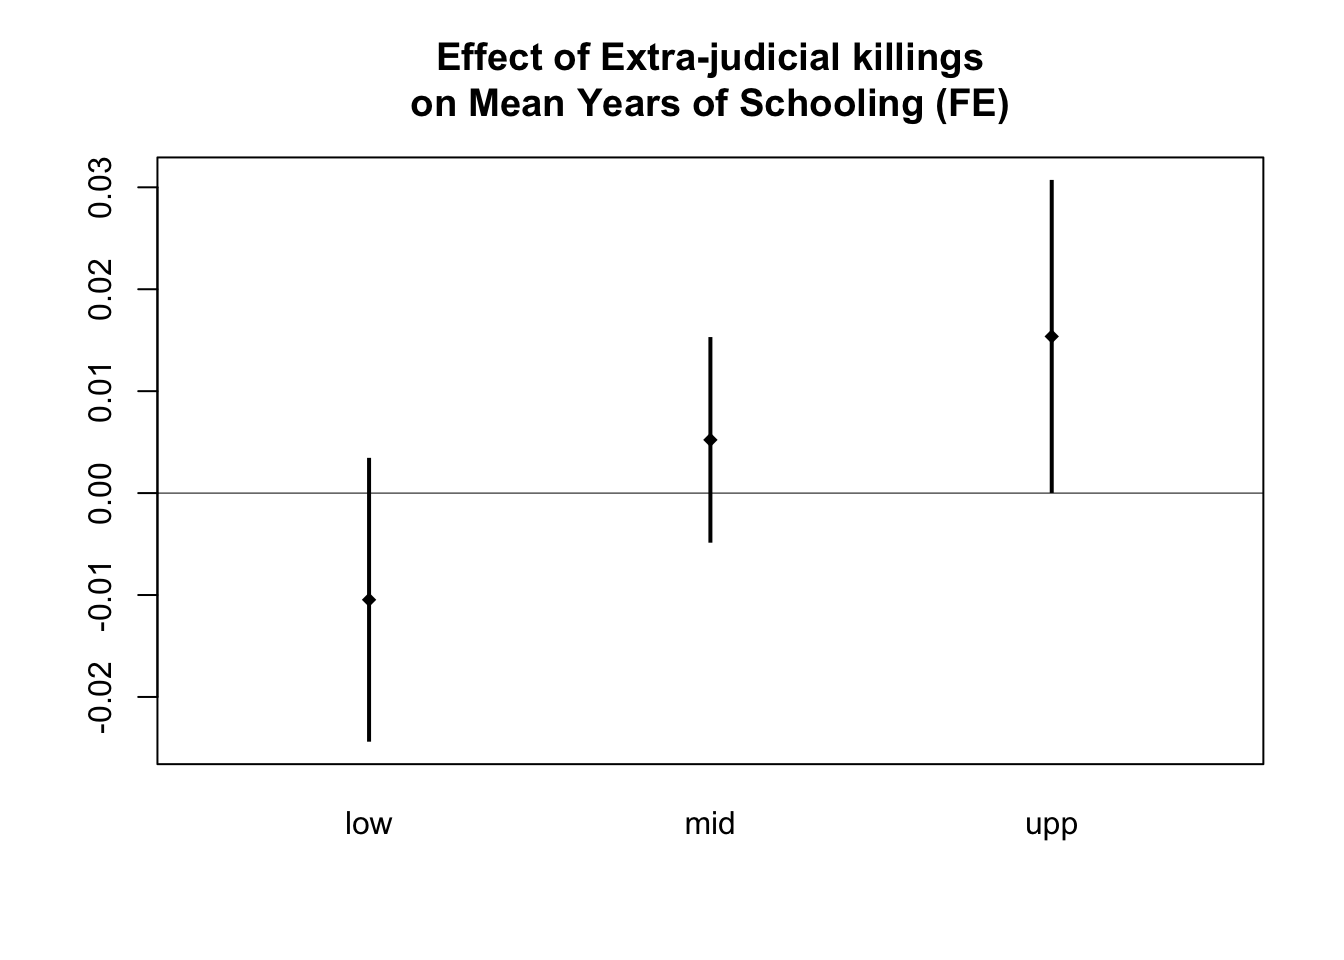 Effect of Extra-judicial killings
on Mean Years of Schooling (FE)
0.03
0.02
0.01
0.00
-0.01
-0.02
low mid upp